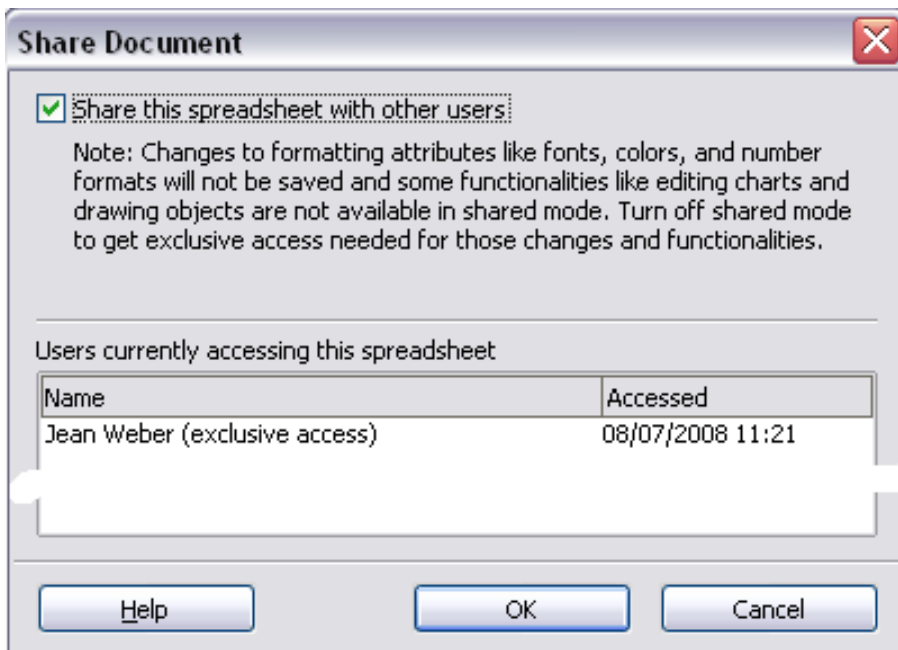 Share Document
Share this spreadsheet with other users
Note: Changes to formatting attributes like fonts, colors, and number
formats will not be saved and some functionalities like editing charts and
drawing objects are not available in shared mode. Turn off shared mode
to get exclusive access needed for those changes and functionalities.
Users currently accessing this spreadsheet
Name Accessed
Jean Weber (exclusive access) 08/07/2008 11:21
Help OK Cancel